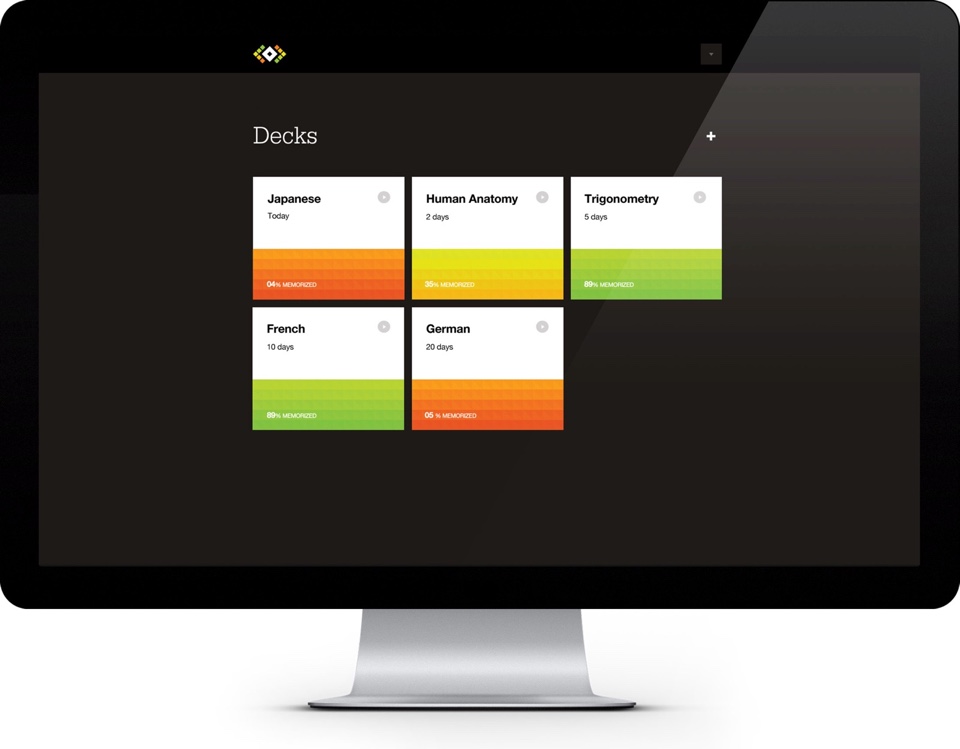 Decks
Japanese
Today
04% MEMORIZED
Human Anatomy
2 days
35% MEMORIZED
Trigonometry
5 days
89% MEMORIZED
French
10 days
89% MEMORIZED
German
20 days
05 % MEMORIZED